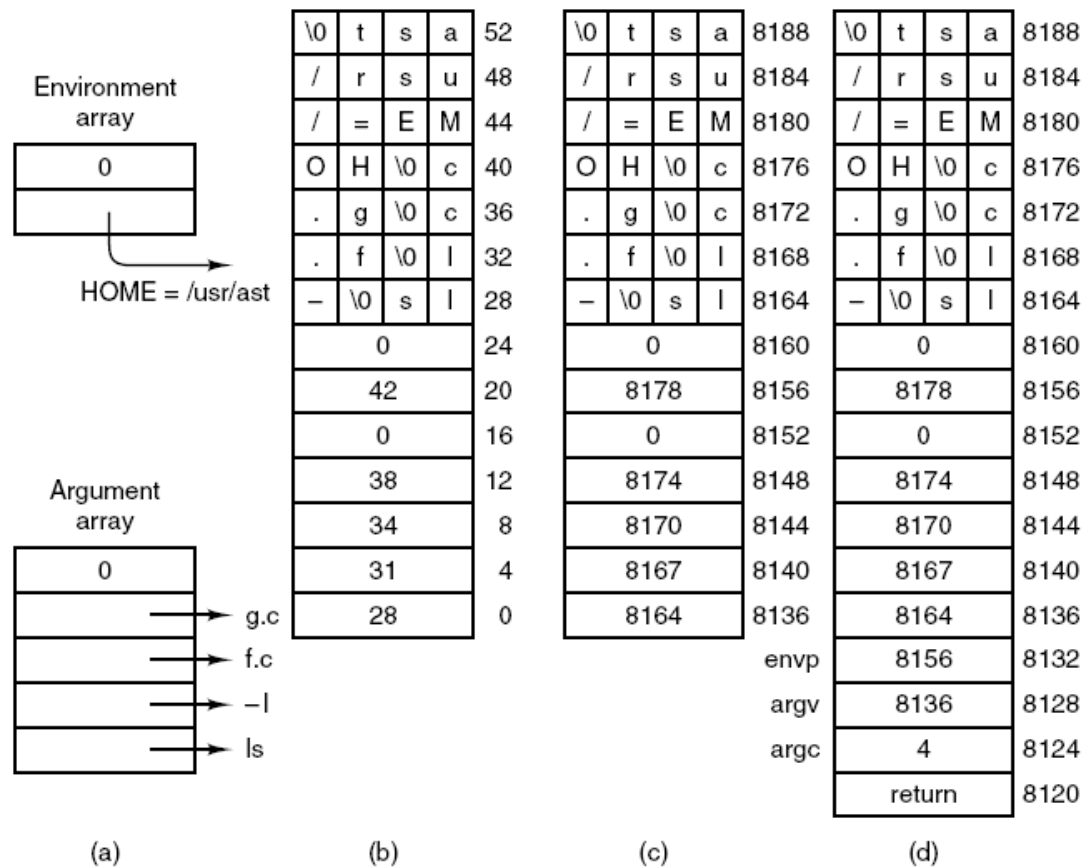 Environment
array
0
HOME = /usr/ast
Argument
array
0
g.c
f.c
–l
ls
(a)
\0 t s a 52
/ r s u 48
/ = E M 44
O H \0 c 40
. g \0 c 36
. f \0 l 32
– \0 s l 28
0 24
42 20
0 16
38 12
34 8
31 4
28 0
(b)
\0 t s a 8188
/ r s u 8184
/ = E M 8180
O H \0 c 8176
. g \0 c 8172
. f \0 l 8168
– \0 s l 8164
0 8160
8178 8156
0 8152
8174 8148
8170 8144
8167 8140
8164 8136
(c)
\0 t s a 8188
/ r s u 8184
/ = E M 8180
O H \0 c 8176
. g \0 c 8172
. f \0 l 8168
– \0 s l 8164
0 8160
8178 8156
0 8152
8174 8148
8170 8144
8167 8140
8164 8136
envp 8156 8132
argv 8136 8128
argc 4 8124
return 8120
(d)